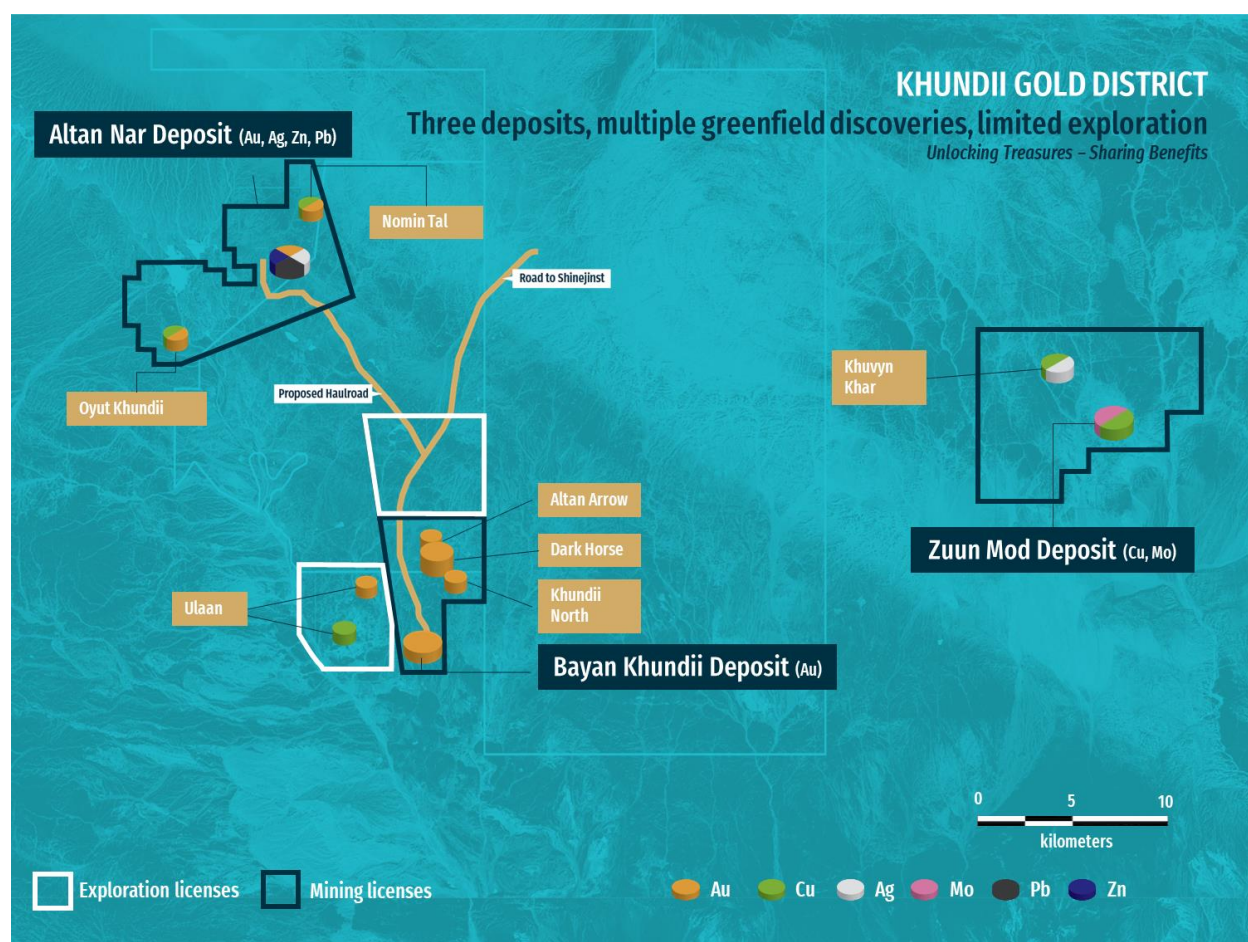 KHUNDII GOLD DISTRICT
Three deposits, multiple greenfield discoveries, limited exploration
Unlocking Treasures – Sharing Benefits
Altan Nar Deposit (Au, Ag, Zn, Pb)
Nomin Tal
Road to Shinejinst
Khuvyn
Khar
Proposed Haulroad
Oyut Khundii
Altan Arrow
Dark Horse
Zuun Mod Deposit (Cu, Mo)
Khundii
North
Ulaan
Bayan Khundii Deposit (Au)
0 5 10
kilometers
Exploration licenses
Mining licenses
Au Cu Ag Mo Pb Zn